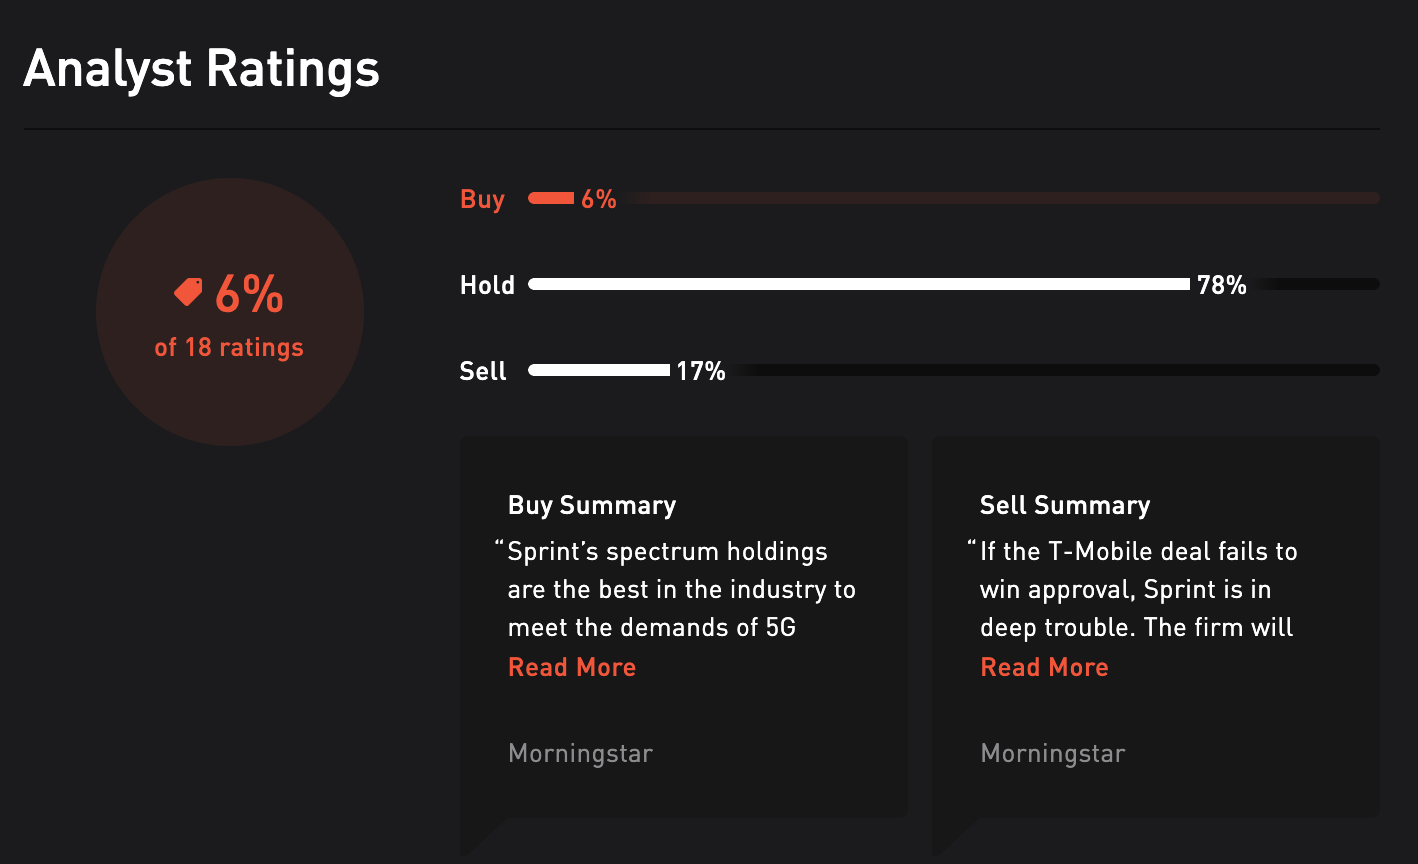 Analyst Ratings
6%
of 18 ratings
Buy 6%
Hold 78%
Sell 17%
Buy Summary
“Sprint’s spectrum holdings
are the best in the industry to
meet the demands of 5G
Read More
Morningstar
Sell Summary
“If the T-Mobile deal fails to
win approval, Sprint is in
deep trouble. The firm will
Read More
Morningstar